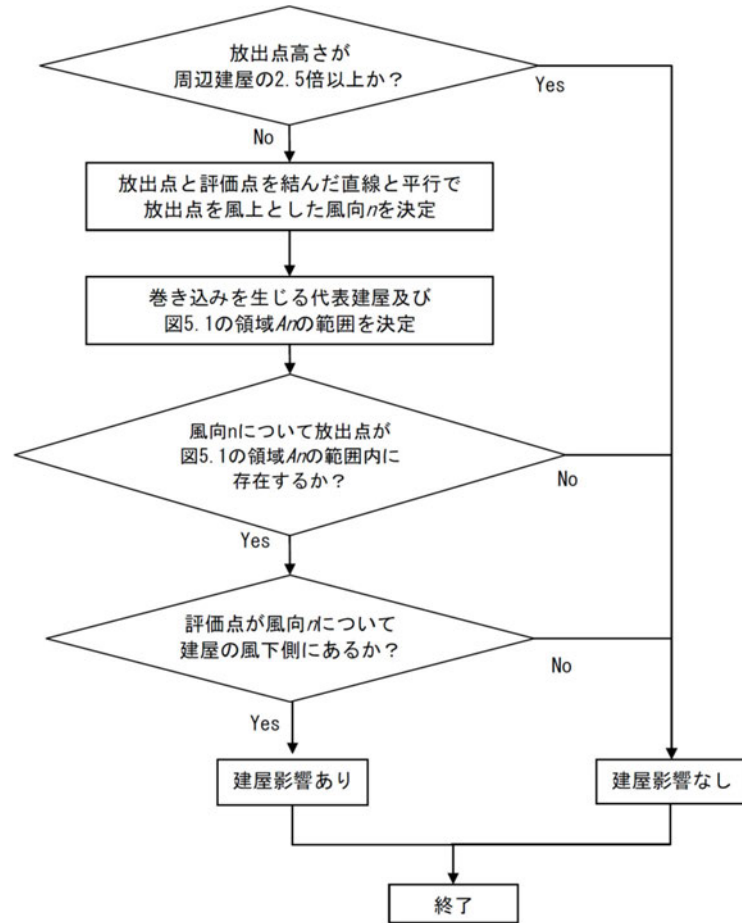 放出点高さが
周辺建屋の2.5倍以上か？
Yes
No
放出点と評価点を結んだ直線と平行で
放出点を風上とした風向nを決定
巻き込みを生じる代表建屋及び
図5.1の領域Anの範囲を決定
風向nについて放出点が
図5.1の領域Anの範囲内に
存在するか？
No
Yes
評価点が風向nについて
建屋の風下側にあるか？
No
Yes
建屋影響あり
建屋影響なし
終了